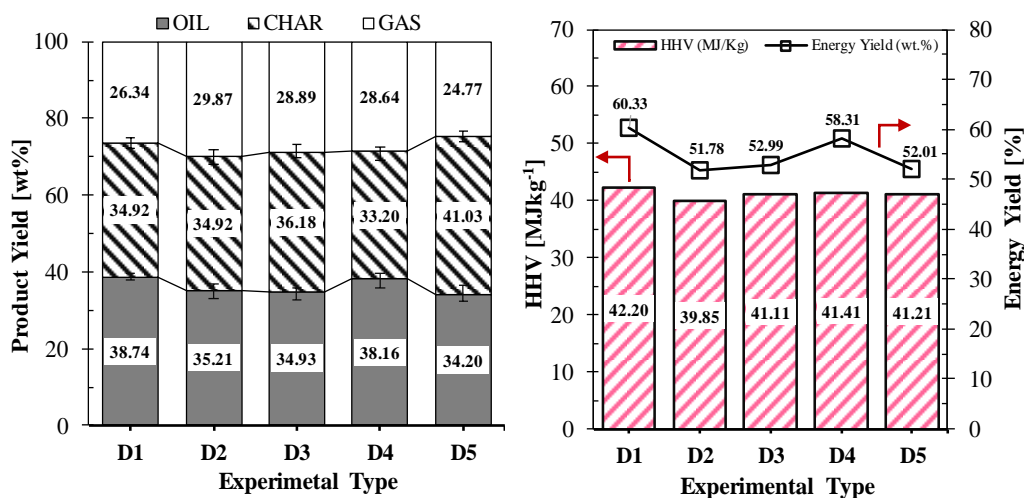 OIL CHAR GAS
Product Yield [wt%]
100
80
60
40
20
0
26.34 29.87 28.89 28.64 24.77
34.92 34.92 36.18 33.20 41.03
38.74 35.21 34.93 38.16 34.20
D1 D2 D3 D4 D5
Experimetal Type
HHV (MJ/Kg) Energy Yield (wt.%)
HHV [MJkg-1]
70
60
50
40
30
20
10
0
60.33 51.78 52.99 58.31 52.01
42.20 39.85 41.11 41.41 41.21
80
70
60
50
40
30
20
10
0
Energy Yield [%]
D1 D2 D3 D4 D5
Experimental Type